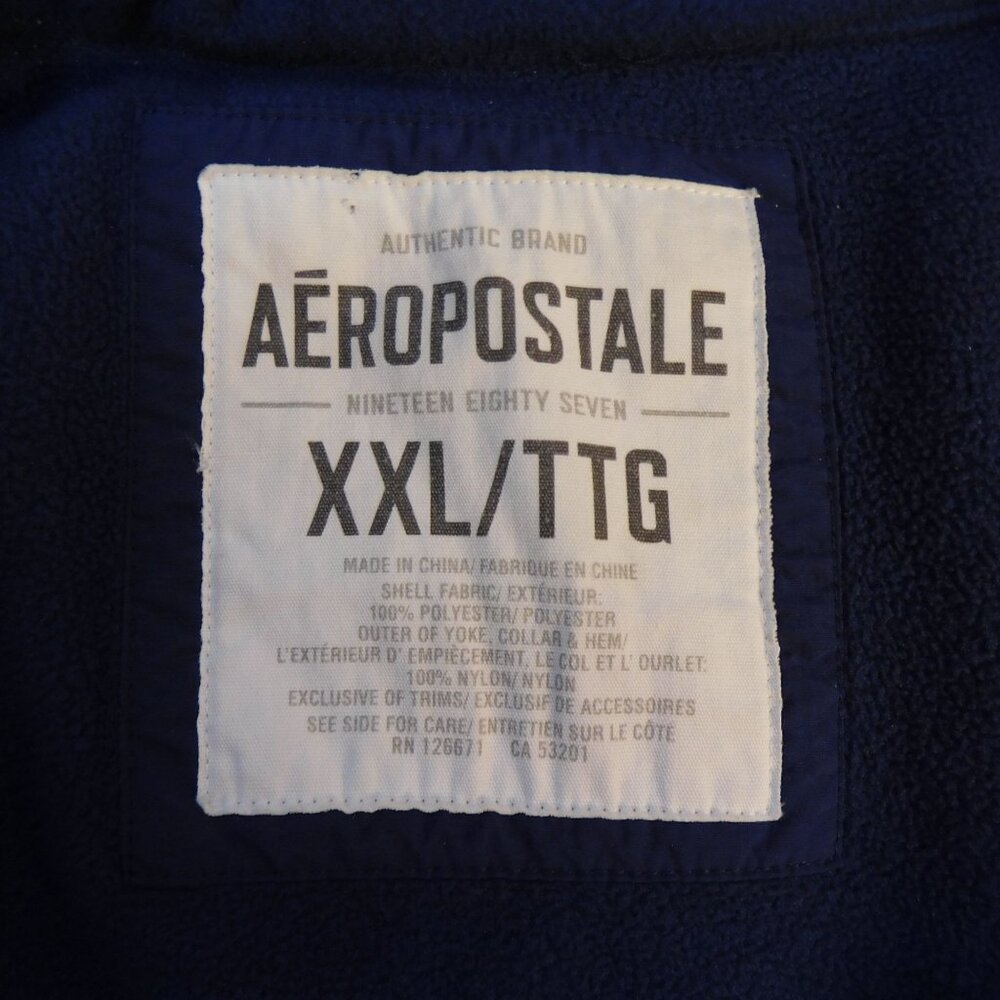 AUTHENTIC BRAND
AÉROPOSTALE
NINETEEN EIGHTY SEVEN
XXL/TTG
MADE IN CHINA/ FABRIQUE EN CHINE
SHELL FABRIC/ EXTÉRIEUR:
100% POLYESTER/ POLYESTER
OUTER OF YOKE, COLLAR & HEM/
L'EXTÉRIEUR D' EMPIÈCEMENT, LE COL ET L' OURLET:
100% NYLON/ NYLON
EXCLUSIVE OF TRIMS/ EXCLUSIF DE ACCESSOIRES
SEE SIDE FOR CARE/ ENTRETIEN SUR LE CÔTÉ
RN 126671 CA 53201